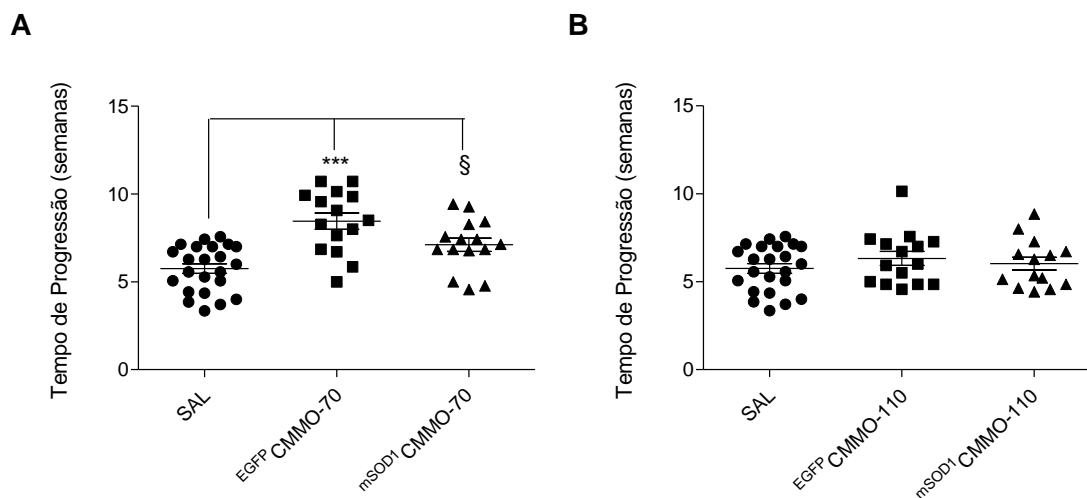 A
Tempo de Progressão (semanas)
15
10
5
0
***
§
SAL
EGFP CMMO-70
mSOD1 CMMO-70
B
Tempo de Progressão (semanas)
15
10
5
0
SAL
EGFP CMMO-110
mSOD1 CMMO-110